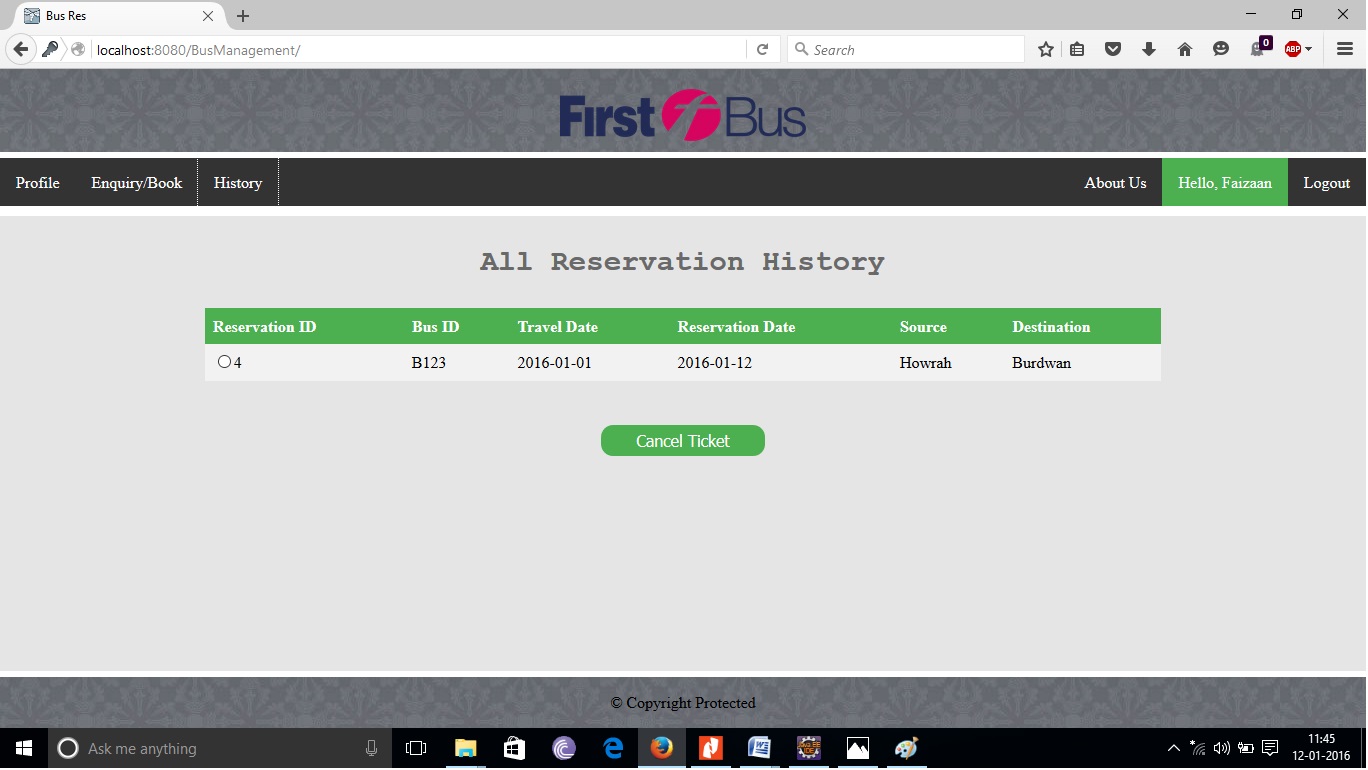 Bus Res
localhost:8080/BusManagement/
Search
0
ABP
First Bus
Profile Enquiry/Book History About Us Hello, Faizaan Logout
All Reservation History
Reservation ID Bus ID Travel Date Reservation Date Source Destination
4 B123 2016-01-01 2016-01-12 Howrah Burdwan
Cancel Ticket
© Copyright Protected
Ask me anything
11:45
12-01-2016